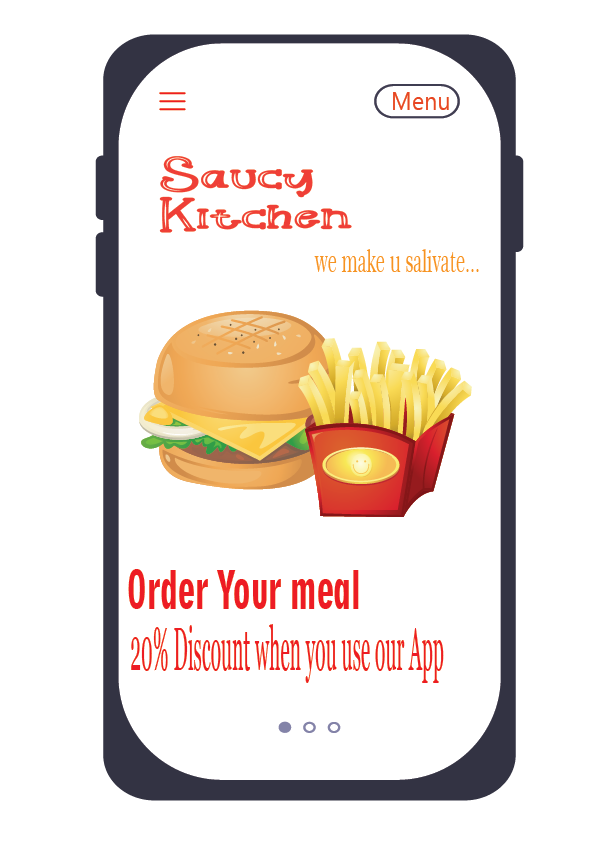 Menu
Saucy
Kitchen
we make u salivate...
Order Your meal
20% Discount when you use our App